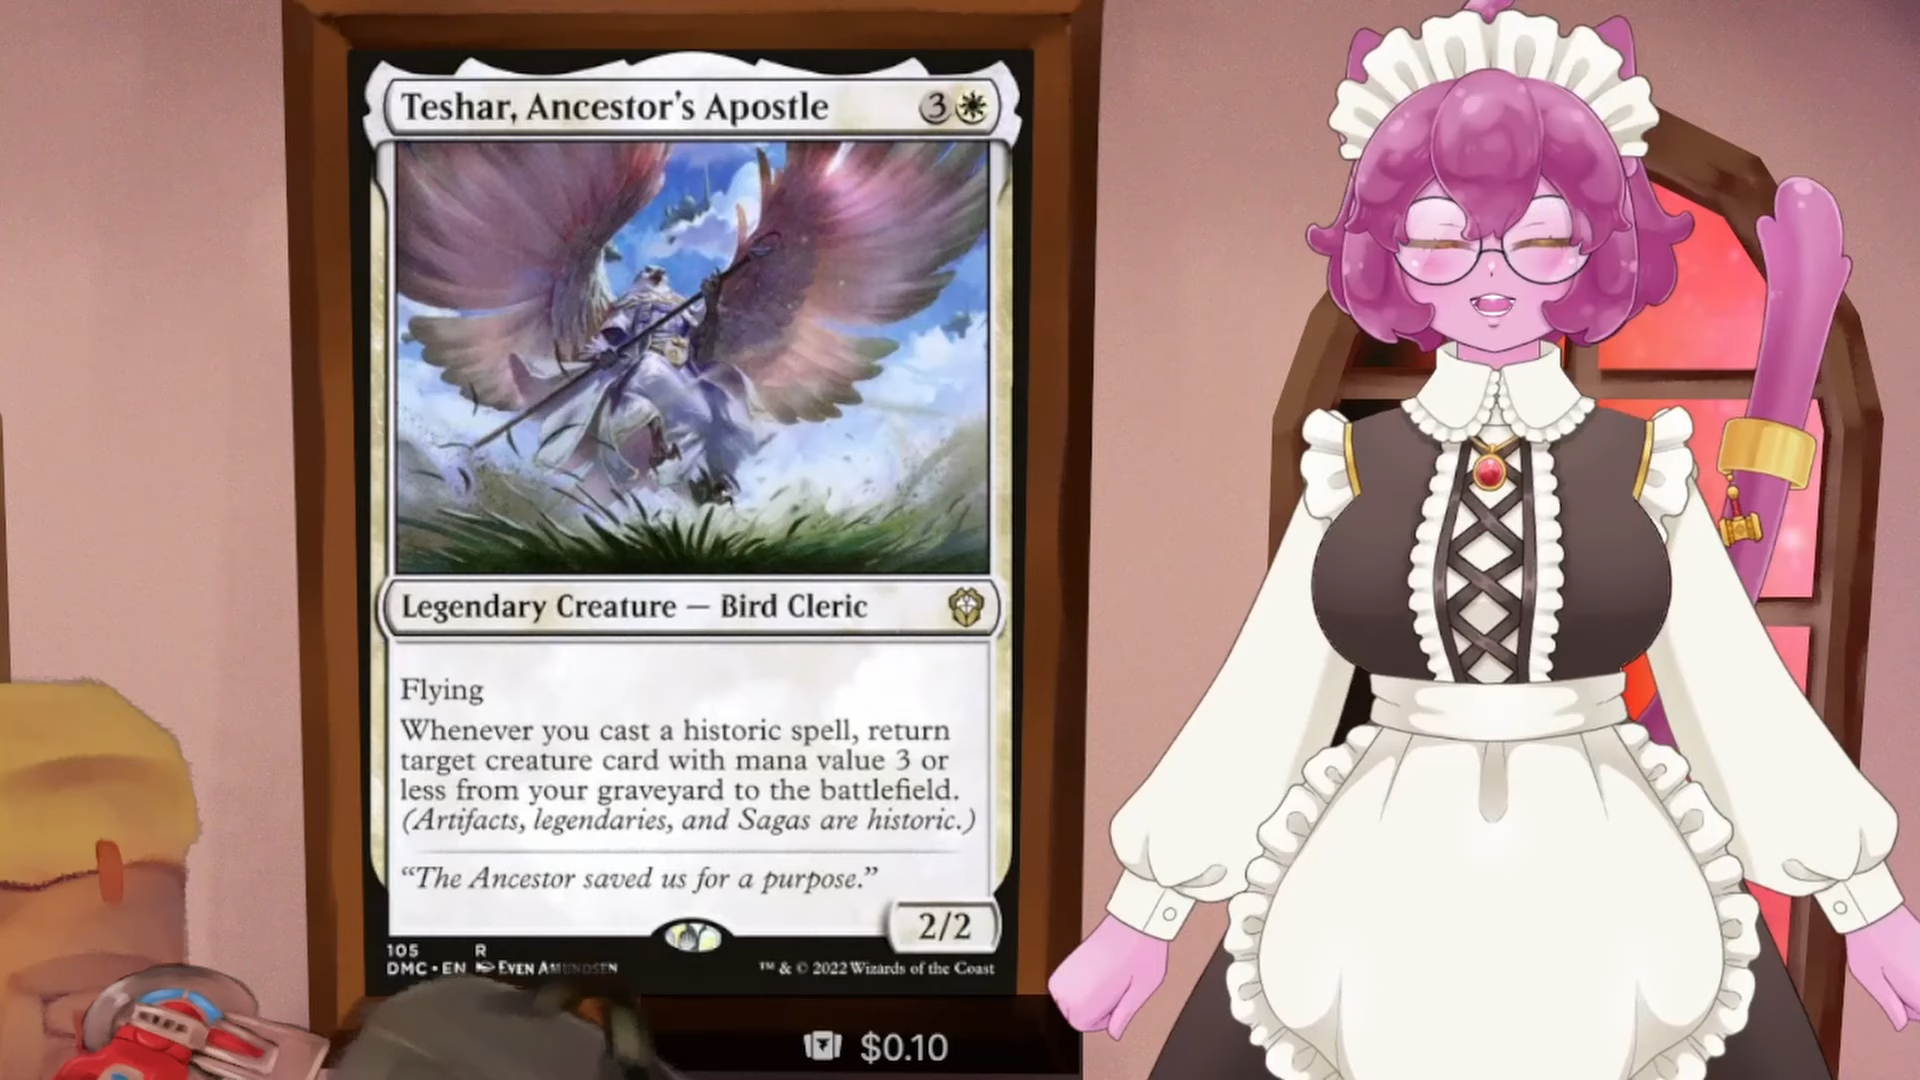 Teshar, Ancestor's Apostle 3
Legendary Creature — Bird Cleric
Flying
Whenever you cast a historic spell, return
target creature card with mana value 3 or
less from your graveyard to the battlefield.
(Artifacts, legendaries, and Sagas are historic.)
“The Ancestor saved us for a purpose.”
2/2
105 R
DMC • EN EVEN AMUNDSEN ™ & © 2022 Wizards of the Coast
$0.10